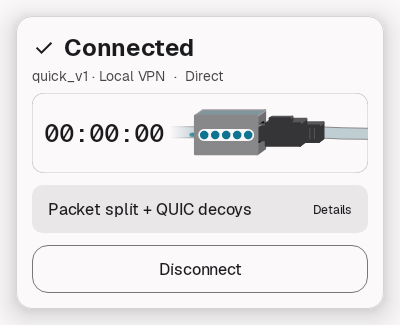 Connected
quick_v1 · Local VPN · Direct
00:00:00
Packet split + QUIC decoys
Details
Disconnect